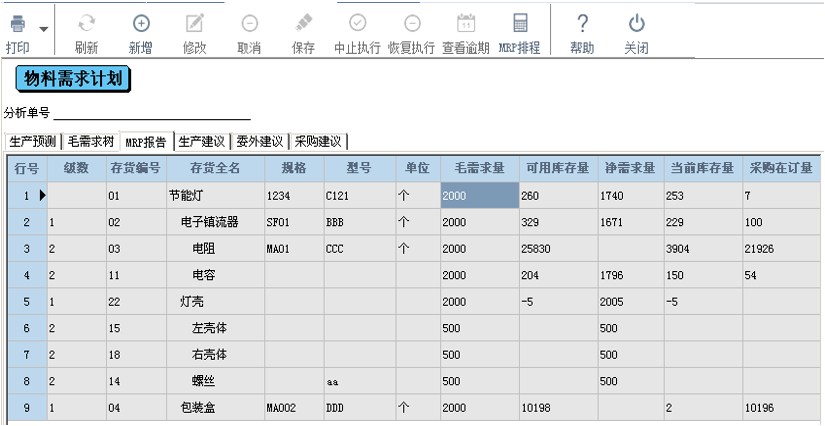 打印 刷新 新增 修改 取消 保存 中止执行 恢复执行 查看逾期 MRP排程 帮助 关闭
物料需求计划
分析单号
生产预测 毛需求树 MRP报告 生产建议 委外建议 采购建议
行号 级数 存货编号 存货全名 规格 型号 单位 毛需求量 可用库存量 净需求量 当前库存量 采购在订量
1 01 节能灯 1234 C121 个 2000 260 1740 253 7
2 1 02 电子镇流器 SF01 BBB 个 2000 329 1671 229 100
3 2 03 电阻 MA01 CCC 个 2000 25830 3904 21926
4 2 11 电容 2000 204 1796 150 54
5 1 22 灯壳 2000 -5 2005 -5
6 2 15 左壳体 500 500
7 2 18 右壳体 500 500
8 2 14 螺丝 aa 500 500
9 1 04 包装盒 MA002 DDD 个 2000 10198 2 10196